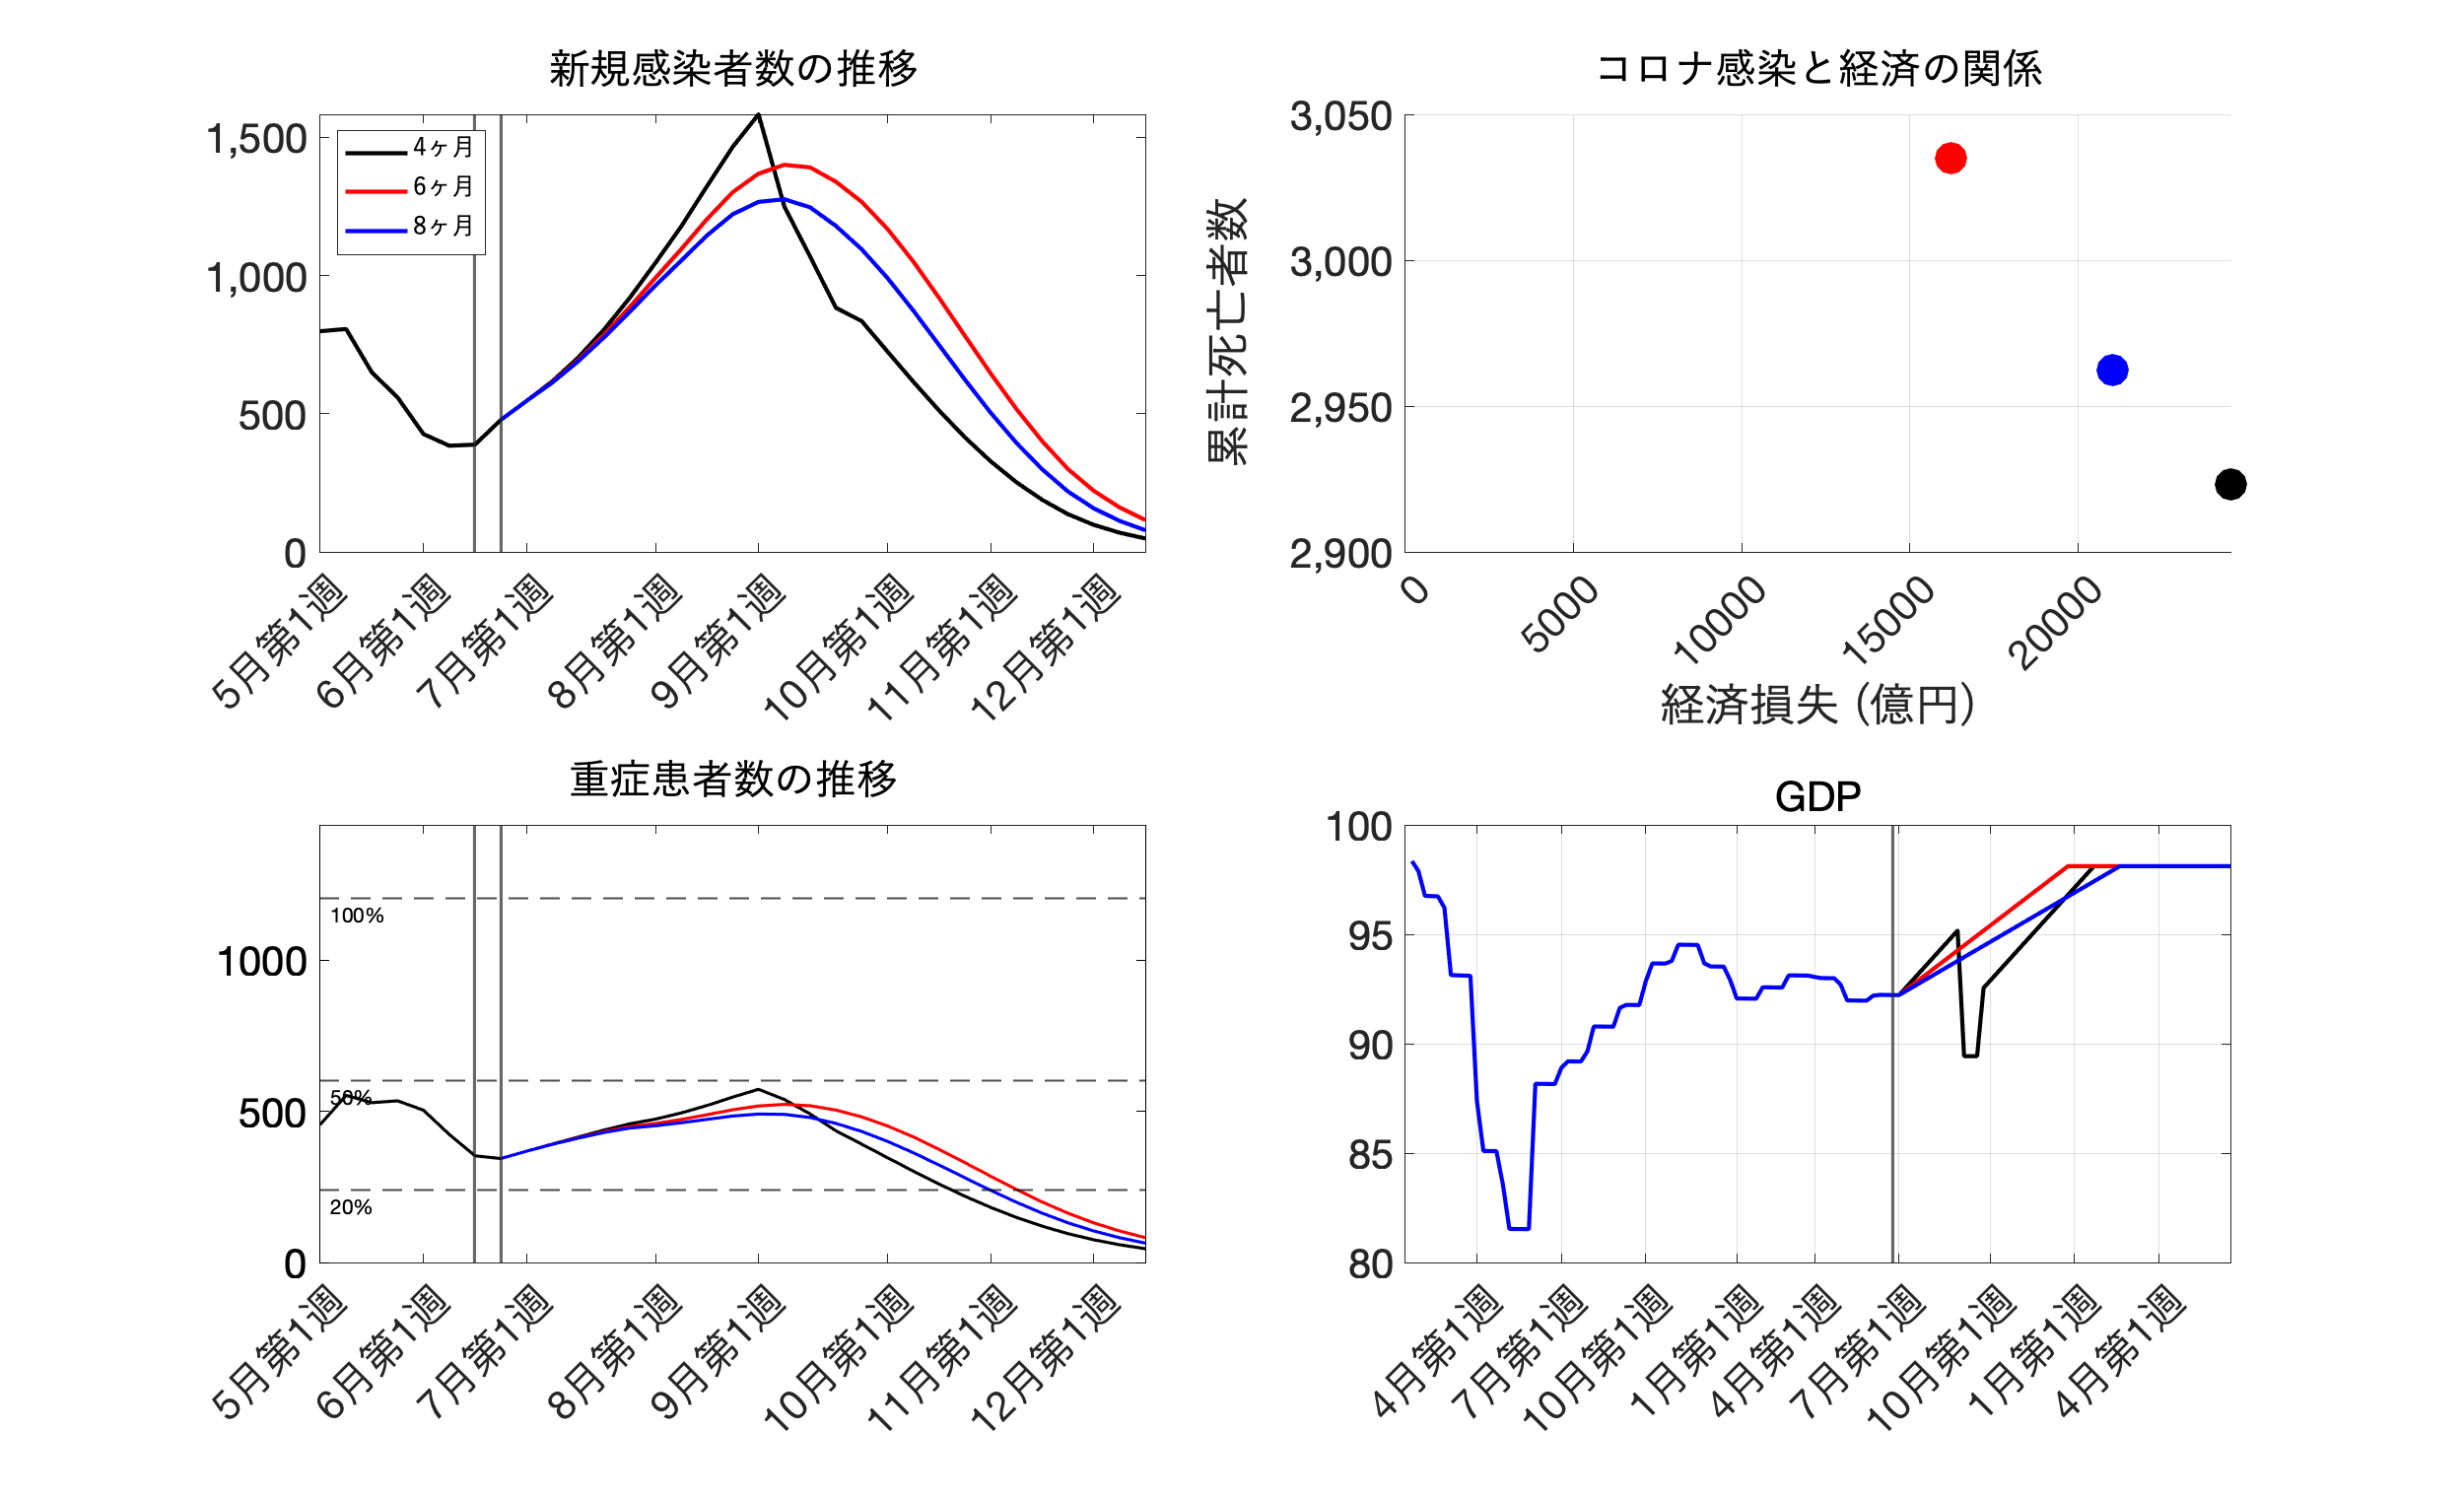 新規感染者数の推移
1,500
1,000
500
0
4ヶ月
6ヶ月
8ヶ月
5月第1週
6月第1週
7月第1週
8月第1週
9月第1週
10月第1週
11月第1週
12月第1週
コロナ感染と経済の関係
累計死亡者数
3,050
3,000
2,950
2,900
0
5000
10000
15000
20000
経済損失 (億円)
重症患者数の推移
1000
500
0
100%
50%
20%
5月第1週
6月第1週
7月第1週
8月第1週
9月第1週
10月第1週
11月第1週
12月第1週
GDP
100
95
90
85
80
4月第1週
7月第1週
10月第1週
1月第1週
4月第1週
7月第1週
10月第1週
1月第1週
4月第1週